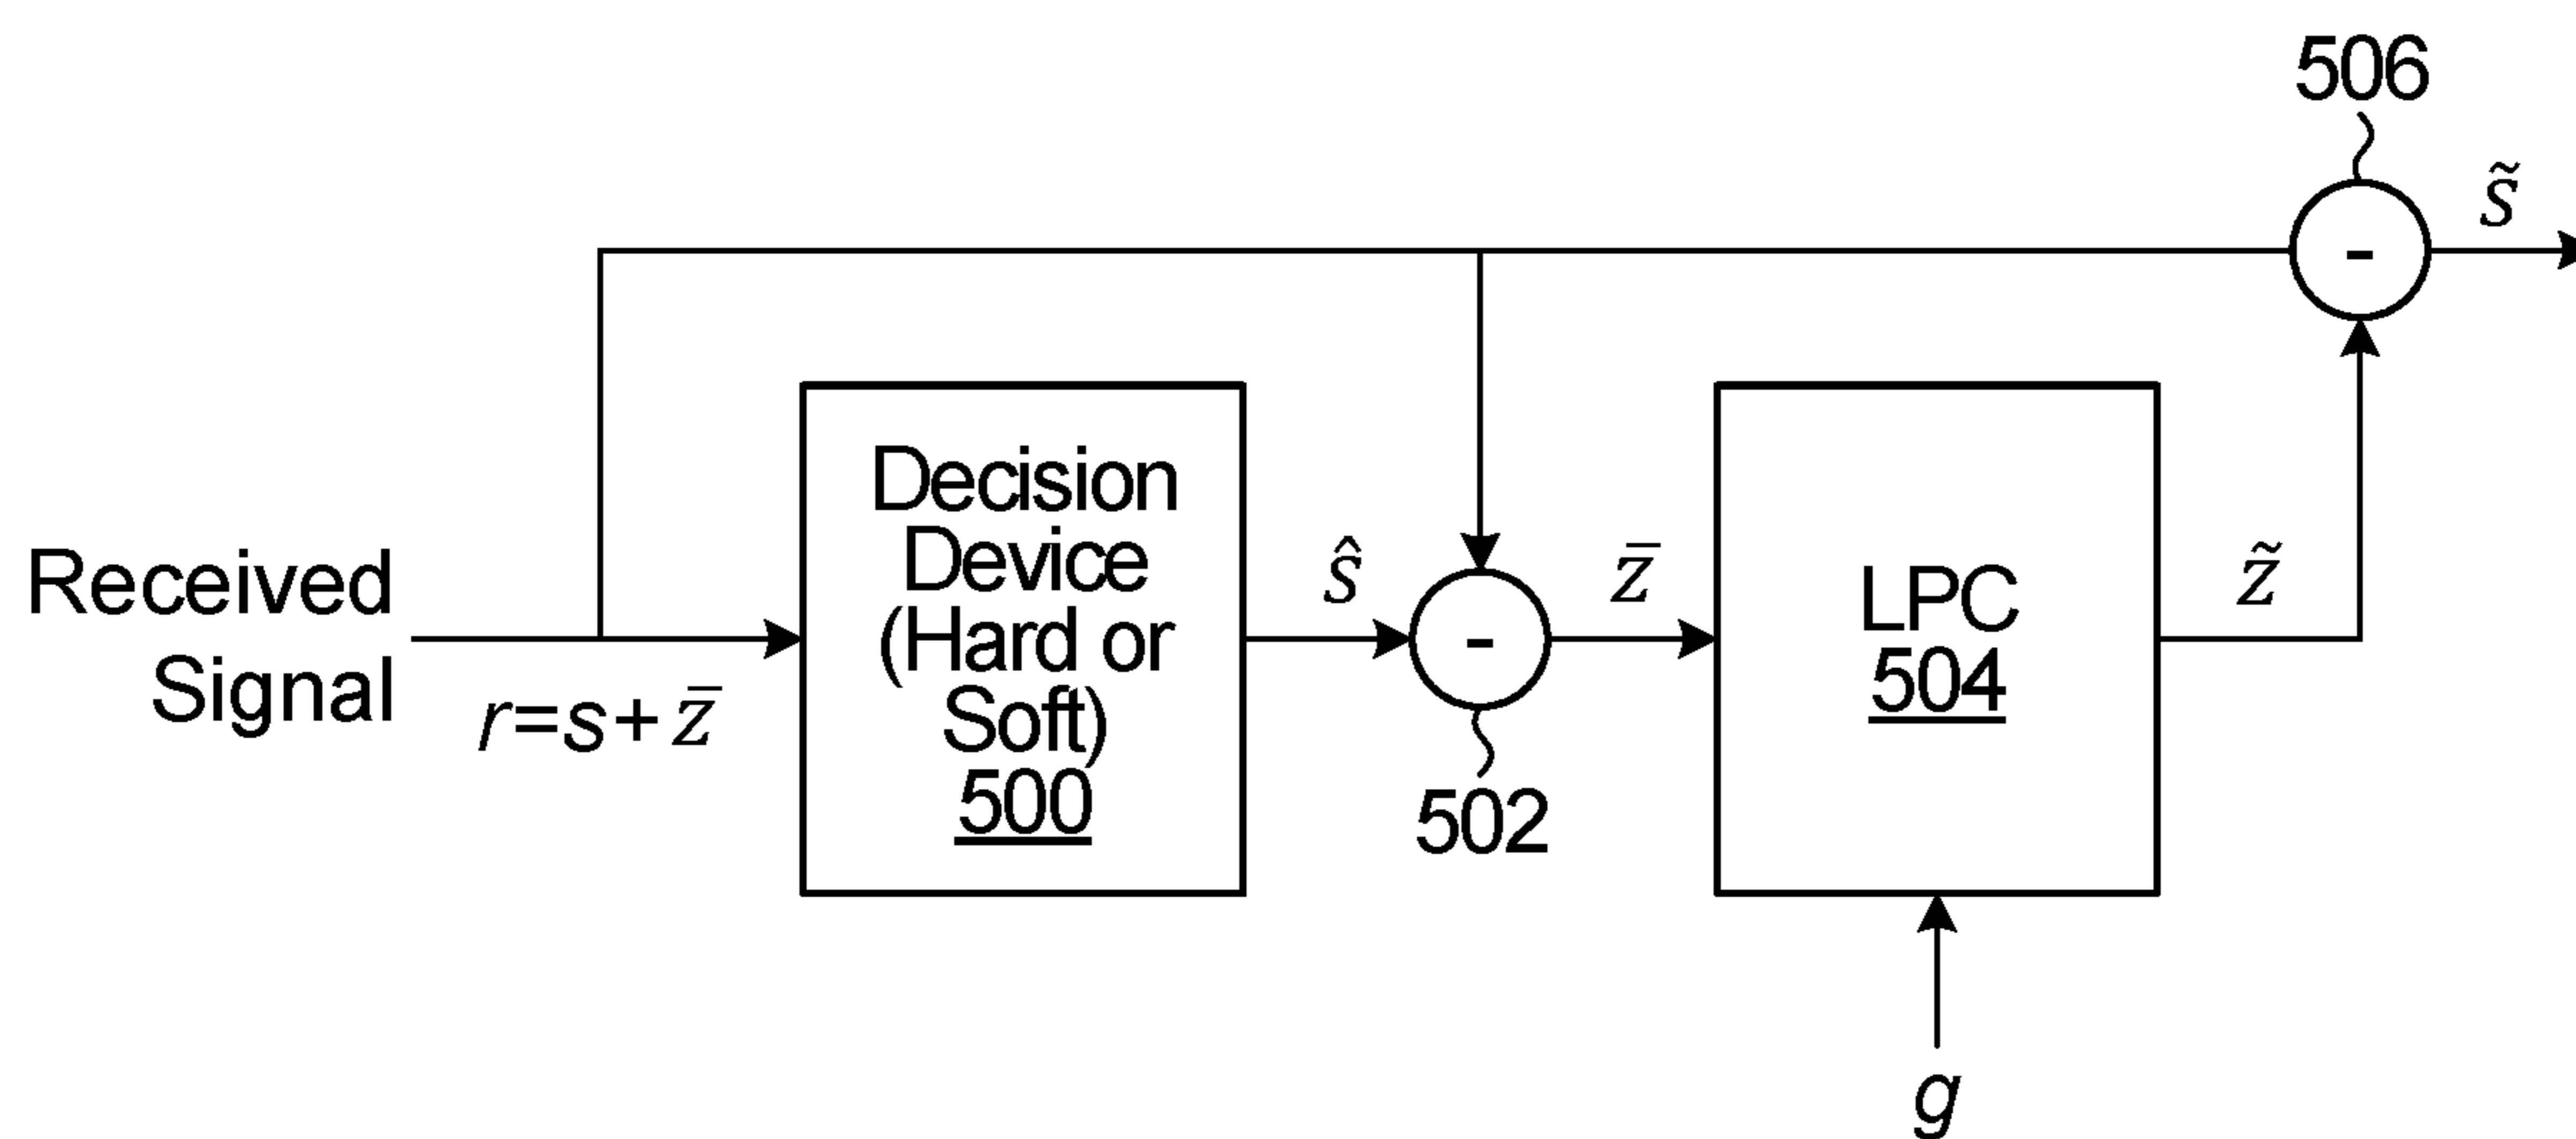 506
s̃
-
Decision
Device
(Hard or
Soft)
500
Received
Signal
r=s+z̄
ŝ
-
z̄
502
LPC
504
z̃
g